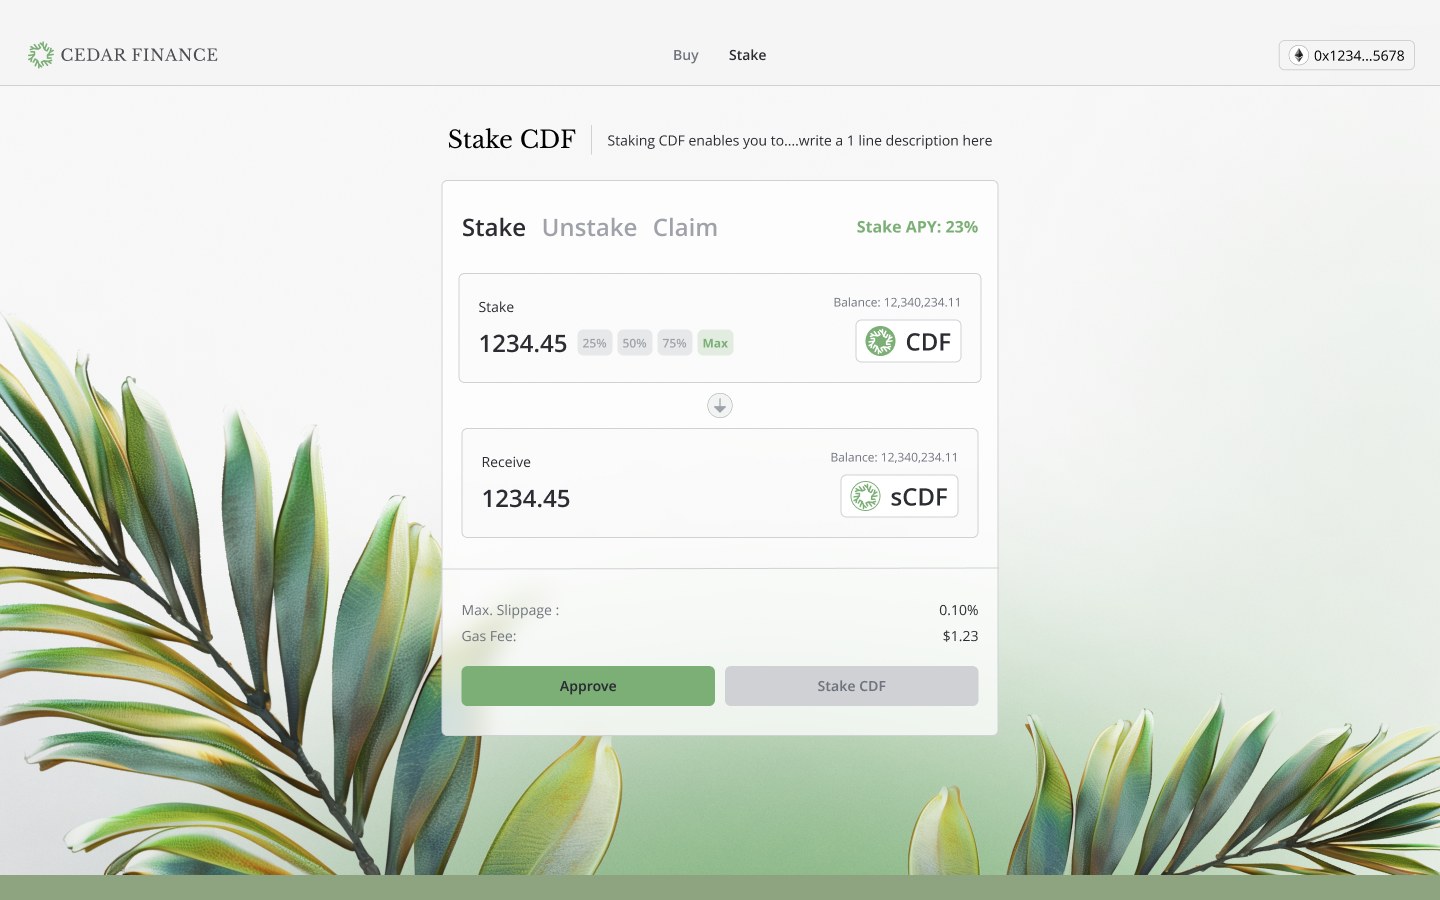 CEDAR FINANCE
Buy
Stake
0x1234...5678
Stake CDF
Staking CDF enables you to....write a 1 line description here
Stake
Unstake
Claim
Stake APY: 23%
Stake
Balance: 12,340,234.11
1234.45
25%
50%
75%
Max
CDF
Receive
Balance: 12,340,234.11
1234.45
sCDF
Max. Slippage :
0.10%
Gas Fee:
$1.23
Approve
Stake CDF